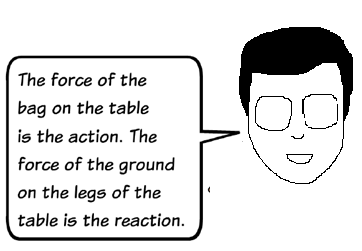 The force of the
bag on the table
is the action. The
force of the ground
on the legs of the
table is the reaction.